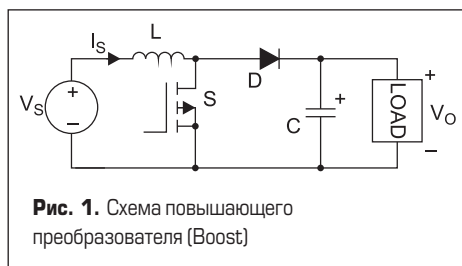 L
I_S
D
S
V_S
C
LOAD
V_O
Рис. 1. Схема повышающего
преобразователя (Boost)